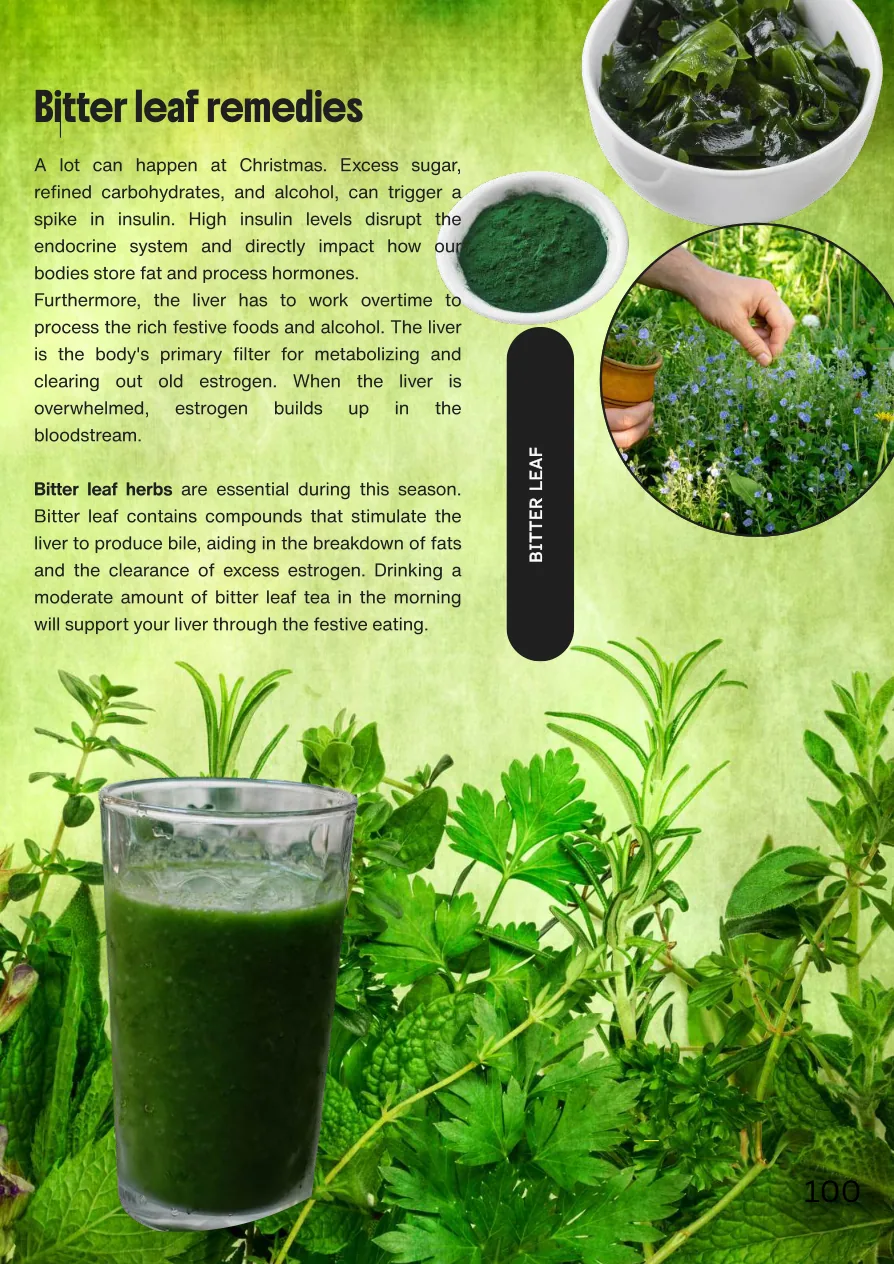 Bitter leaf remedies
A lot can happen at Christmas. Excess sugar,
refined carbohydrates, and alcohol, can trigger a
spike in insulin. High insulin levels disrupt the
endocrine system and directly impact how our
bodies store fat and process hormones.
Furthermore, the liver has to work overtime to
process the rich festive foods and alcohol. The liver
is the body's primary filter for metabolizing and
clearing out old estrogen. When the liver is
overwhelmed, estrogen builds up in the
bloodstream.
Bitter leaf herbs are essential during this season.
Bitter leaf contains compounds that stimulate the
liver to produce bile, aiding in the breakdown of fats
and the clearance of excess estrogen. Drinking a
moderate amount of bitter leaf tea in the morning
will support your liver through the festive eating.
BITTER LEAF
100